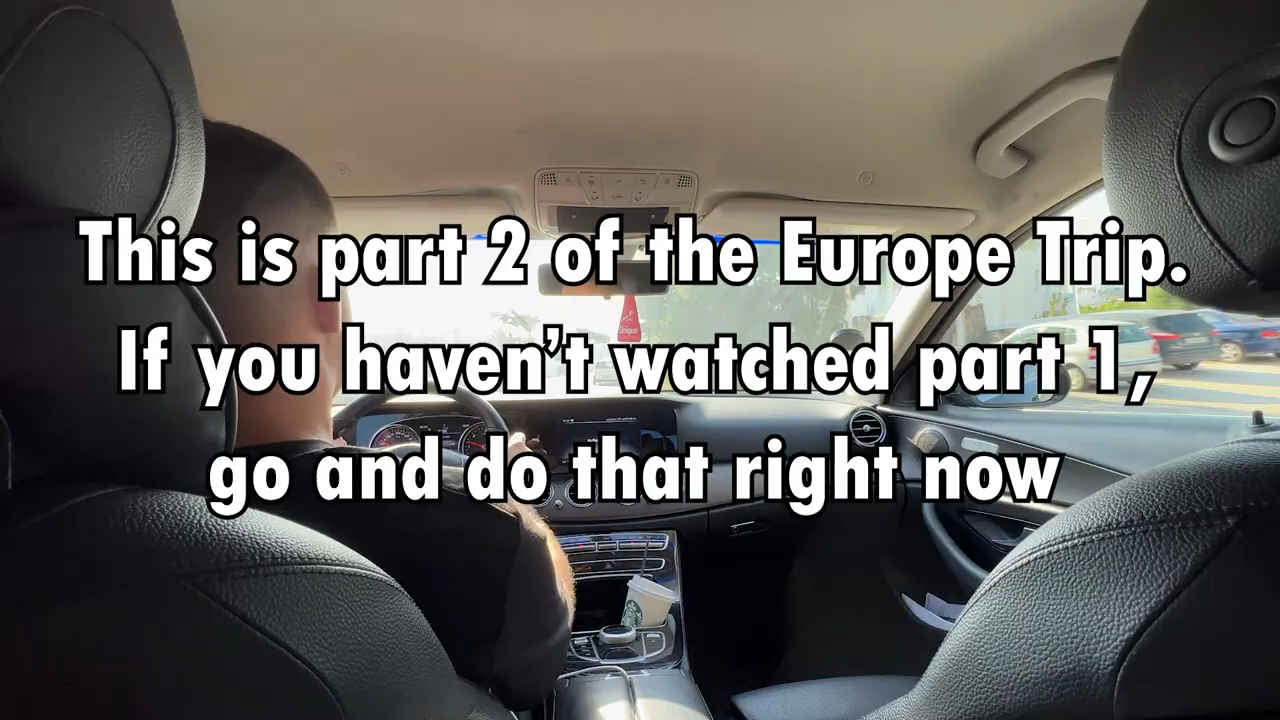 This is part 2 of the Europe Trip.
If you haven't watched part 1,
go and do that right now
Unique